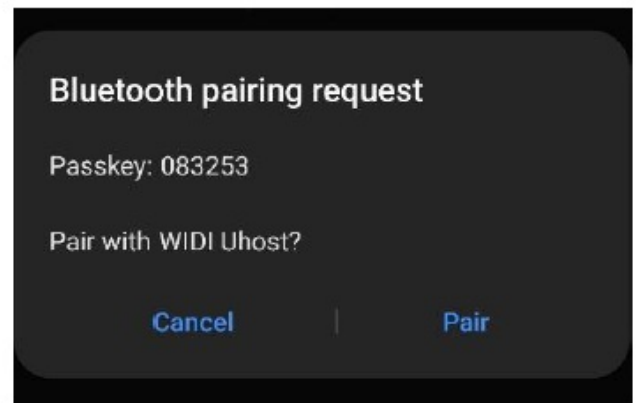 Bluetooth pairing request
Passkey: 083253
Pair with WIDI Uhost?
Cancel | Pair